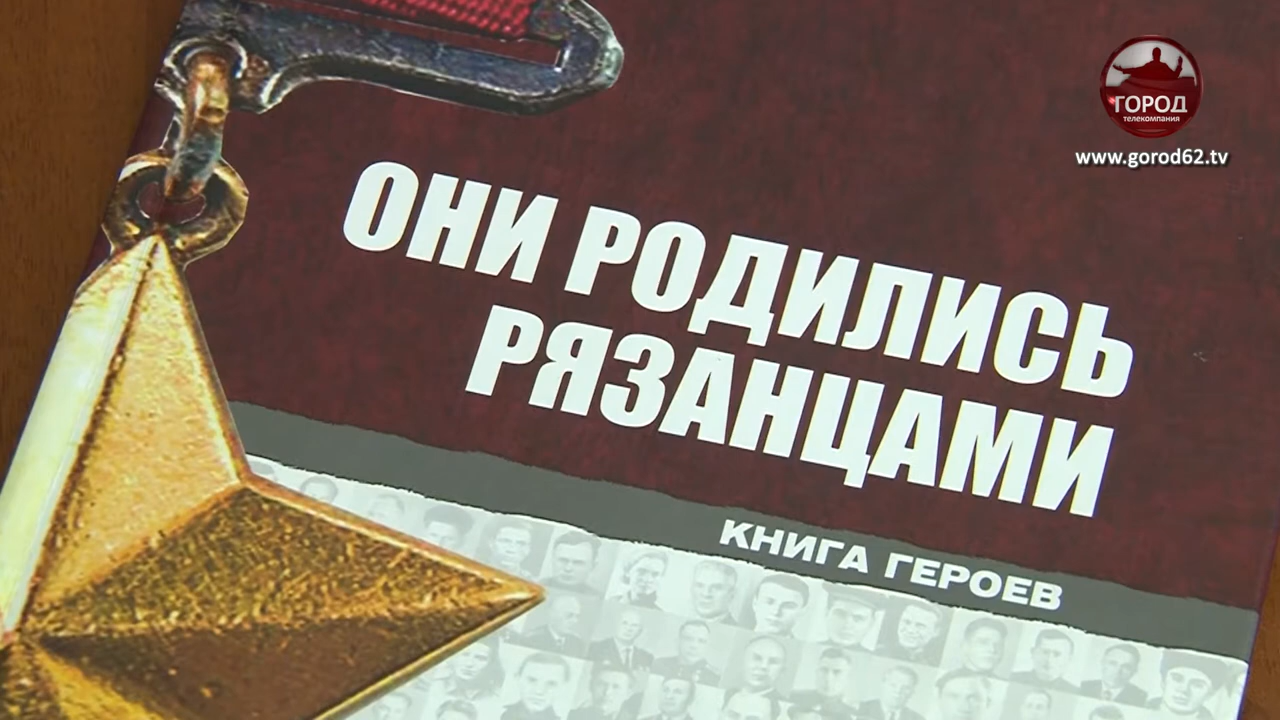 ГОРОД
телекомпания
www.gorod62.tv
ОНИ РОДИЛИСЬ
РЯЗАНЦАМИ
КНИГА ГЕРОЕВ